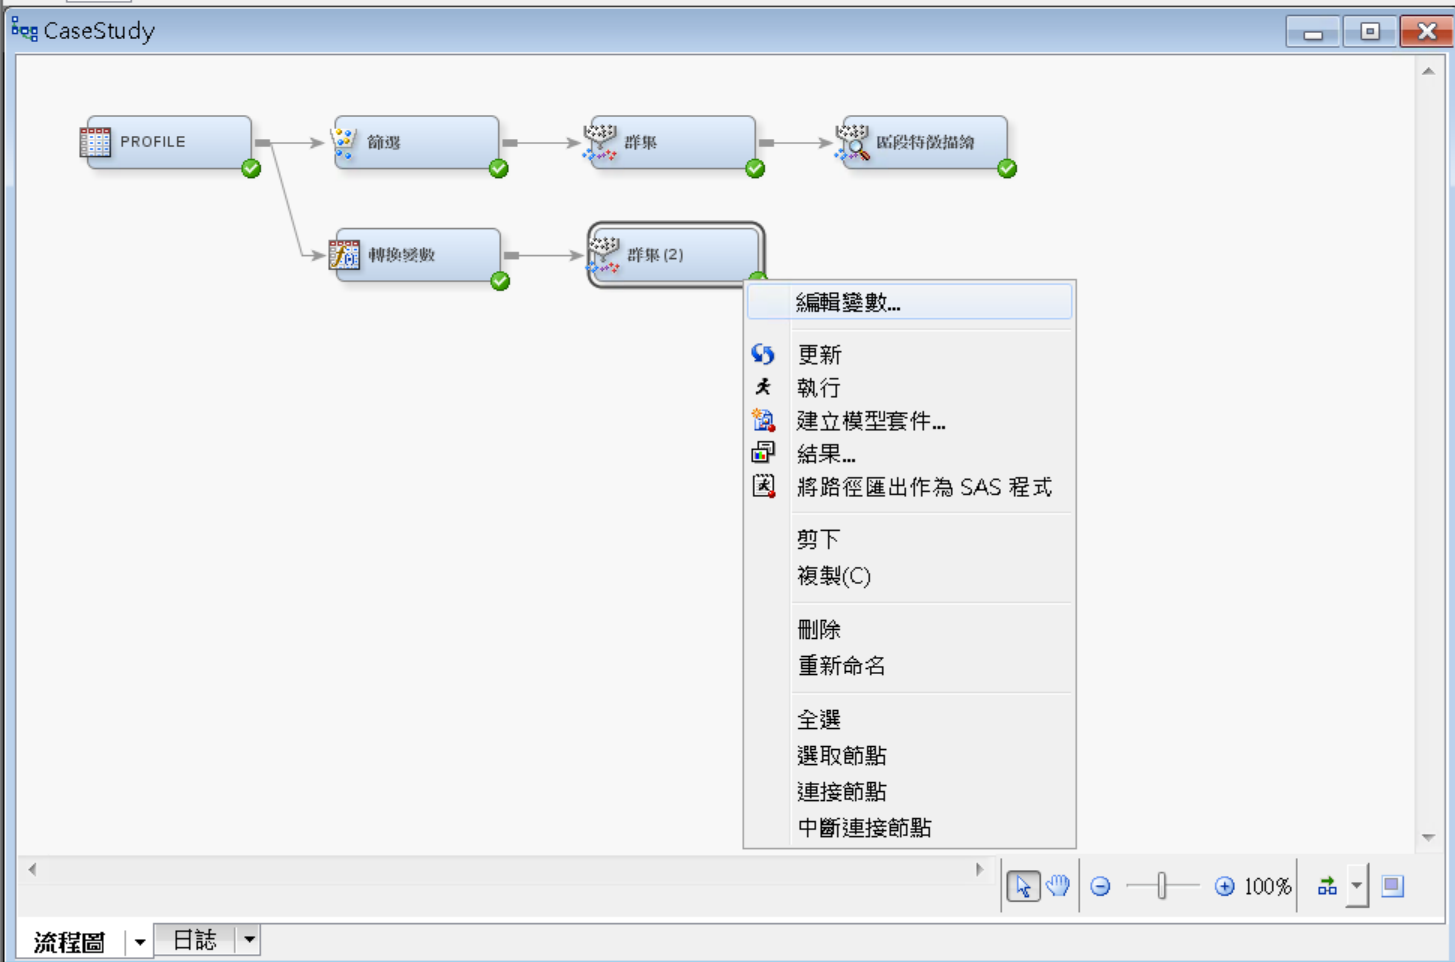 CaseStudy
PROFILE
篩選
群集
區段特徵描繪
轉換變數
群集 (2)
編輯變數...
更新
執行
建立模型套件...
結果...
將路徑匯出作為 SAS 程式
剪下
複製(C)
刪除
重新命名
全選
選取節點
連接節點
中斷連接節點
100%
流程圖
日誌